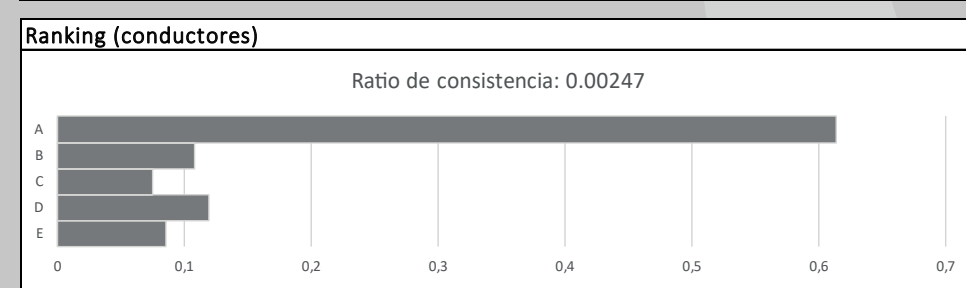 Ranking (conductores)
Ratio de consistencia: 0.00247
A
B
C
D
E
0 0,1 0,2 0,3 0,4 0,5 0,6 0,7